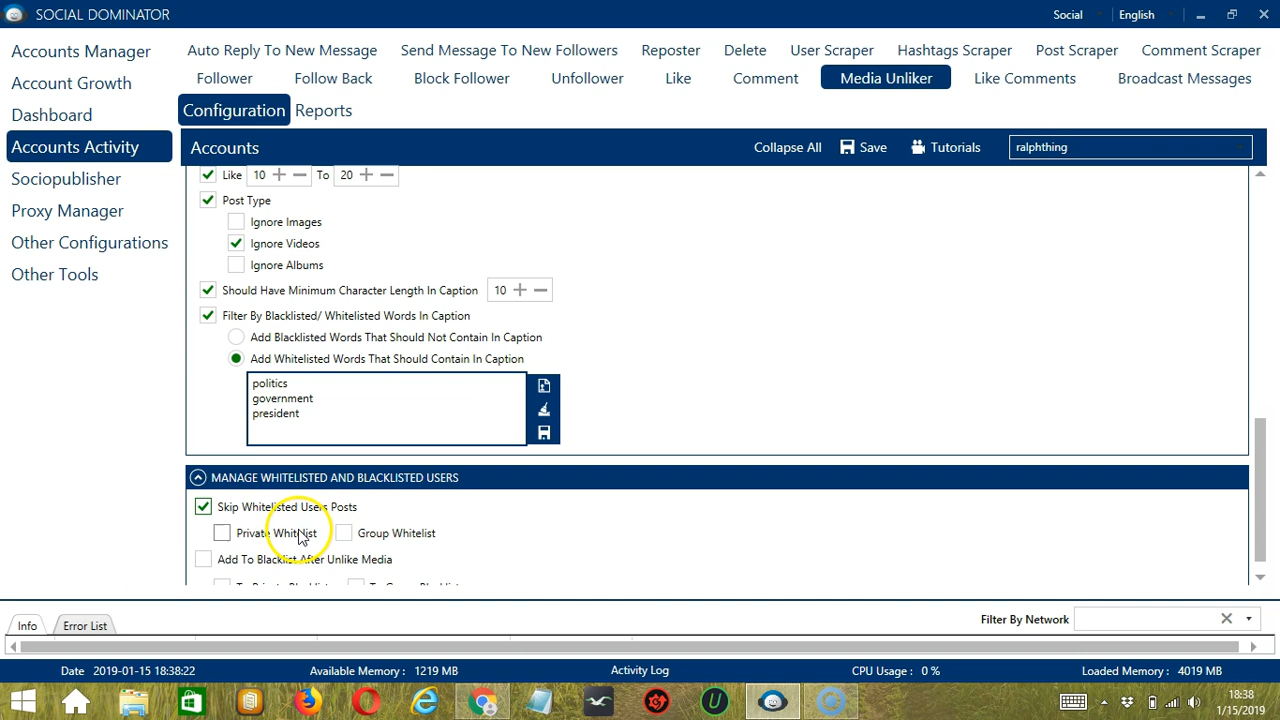 SOCIAL DOMINATOR
Social
English
Accounts Manager
Account Growth
Dashboard
Accounts Activity
Sociopublisher
Proxy Manager
Other Configurations
Other Tools
Auto Reply To New Message
Send Message To New Followers
Reposter
Delete
User Scraper
Hashtags Scraper
Post Scraper
Comment Scraper
Follower
Follow Back
Block Follower
Unfollower
Like
Comment
Media Unliker
Like Comments
Broadcast Messages
Configuration
Reports
Accounts
Collapse All
Save
Tutorials
ralphthing
Like 10 To 20
Post Type
Ignore Images
Ignore Videos
Ignore Albums
Should Have Minimum Character Length In Caption 10
Filter By Blacklisted/ Whitelisted Words In Caption
Add Blacklisted Words That Should Not Contain In Caption
Add Whitelisted Words That Should Contain In Caption
politics
government
president
MANAGE WHITELISTED AND BLACKLISTED USERS
Skip Whitelisted Users Posts
Private Whitelist
Group Whitelist
Add To Blacklist After Unlike Media
Info
Error List
Filter By Network
Date 2019-01-15 18:38:22
Available Memory : 1219 MB
Activity Log
CPU Usage : 0 %
Loaded Memory : 4019 MB
18:38
1/15/2019